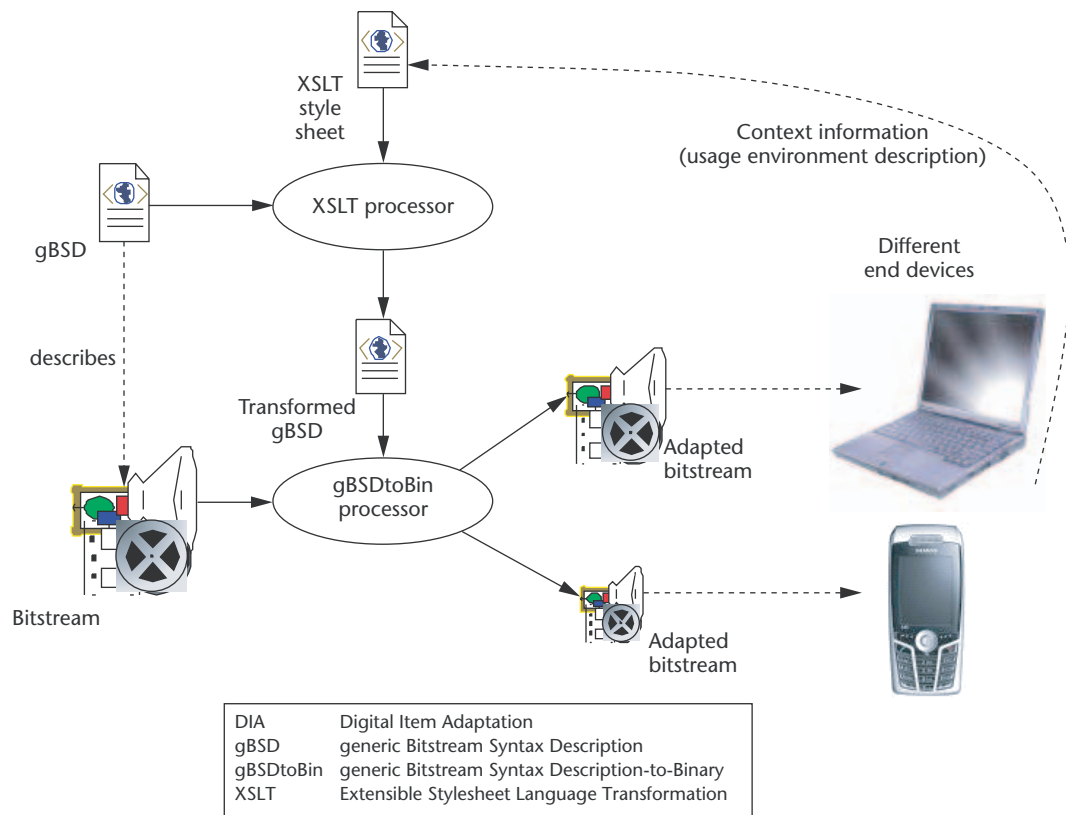 XSLT
style
sheet
Context information
(usage environment description)
XSLT processor
gBSD
Different
end devices
describes
Transformed
gBSD
Adapted
bitstream
gBSDtoBin
processor
Bitstream
SIEMENS
Adapted
bitstream
DIA Digital Item Adaptation
gBSD generic Bitstream Syntax Description
gBSDtoBin generic Bitstream Syntax Description-to-Binary
XSLT Extensible Stylesheet Language Transformation